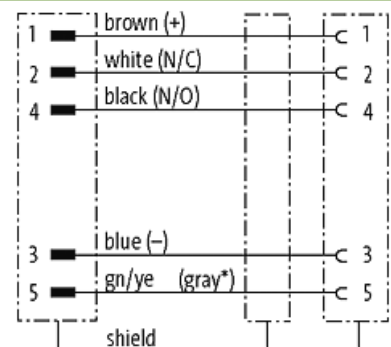 1 brown (+) 1
2 white (N/C) 2
4 black (N/O) 4
3 blue (–) 3
5 gn/ye (gray*) 5
shield